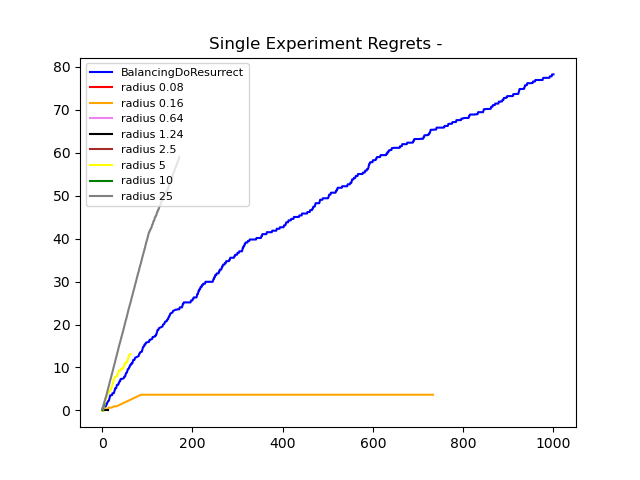 Single Experiment Regrets -
80
70
60
50
40
30
20
10
0
BalancingDoResurrect
radius 0.08
radius 0.16
radius 0.64
radius 1.24
radius 2.5
radius 5
radius 10
radius 25
0 200 400 600 800 1000